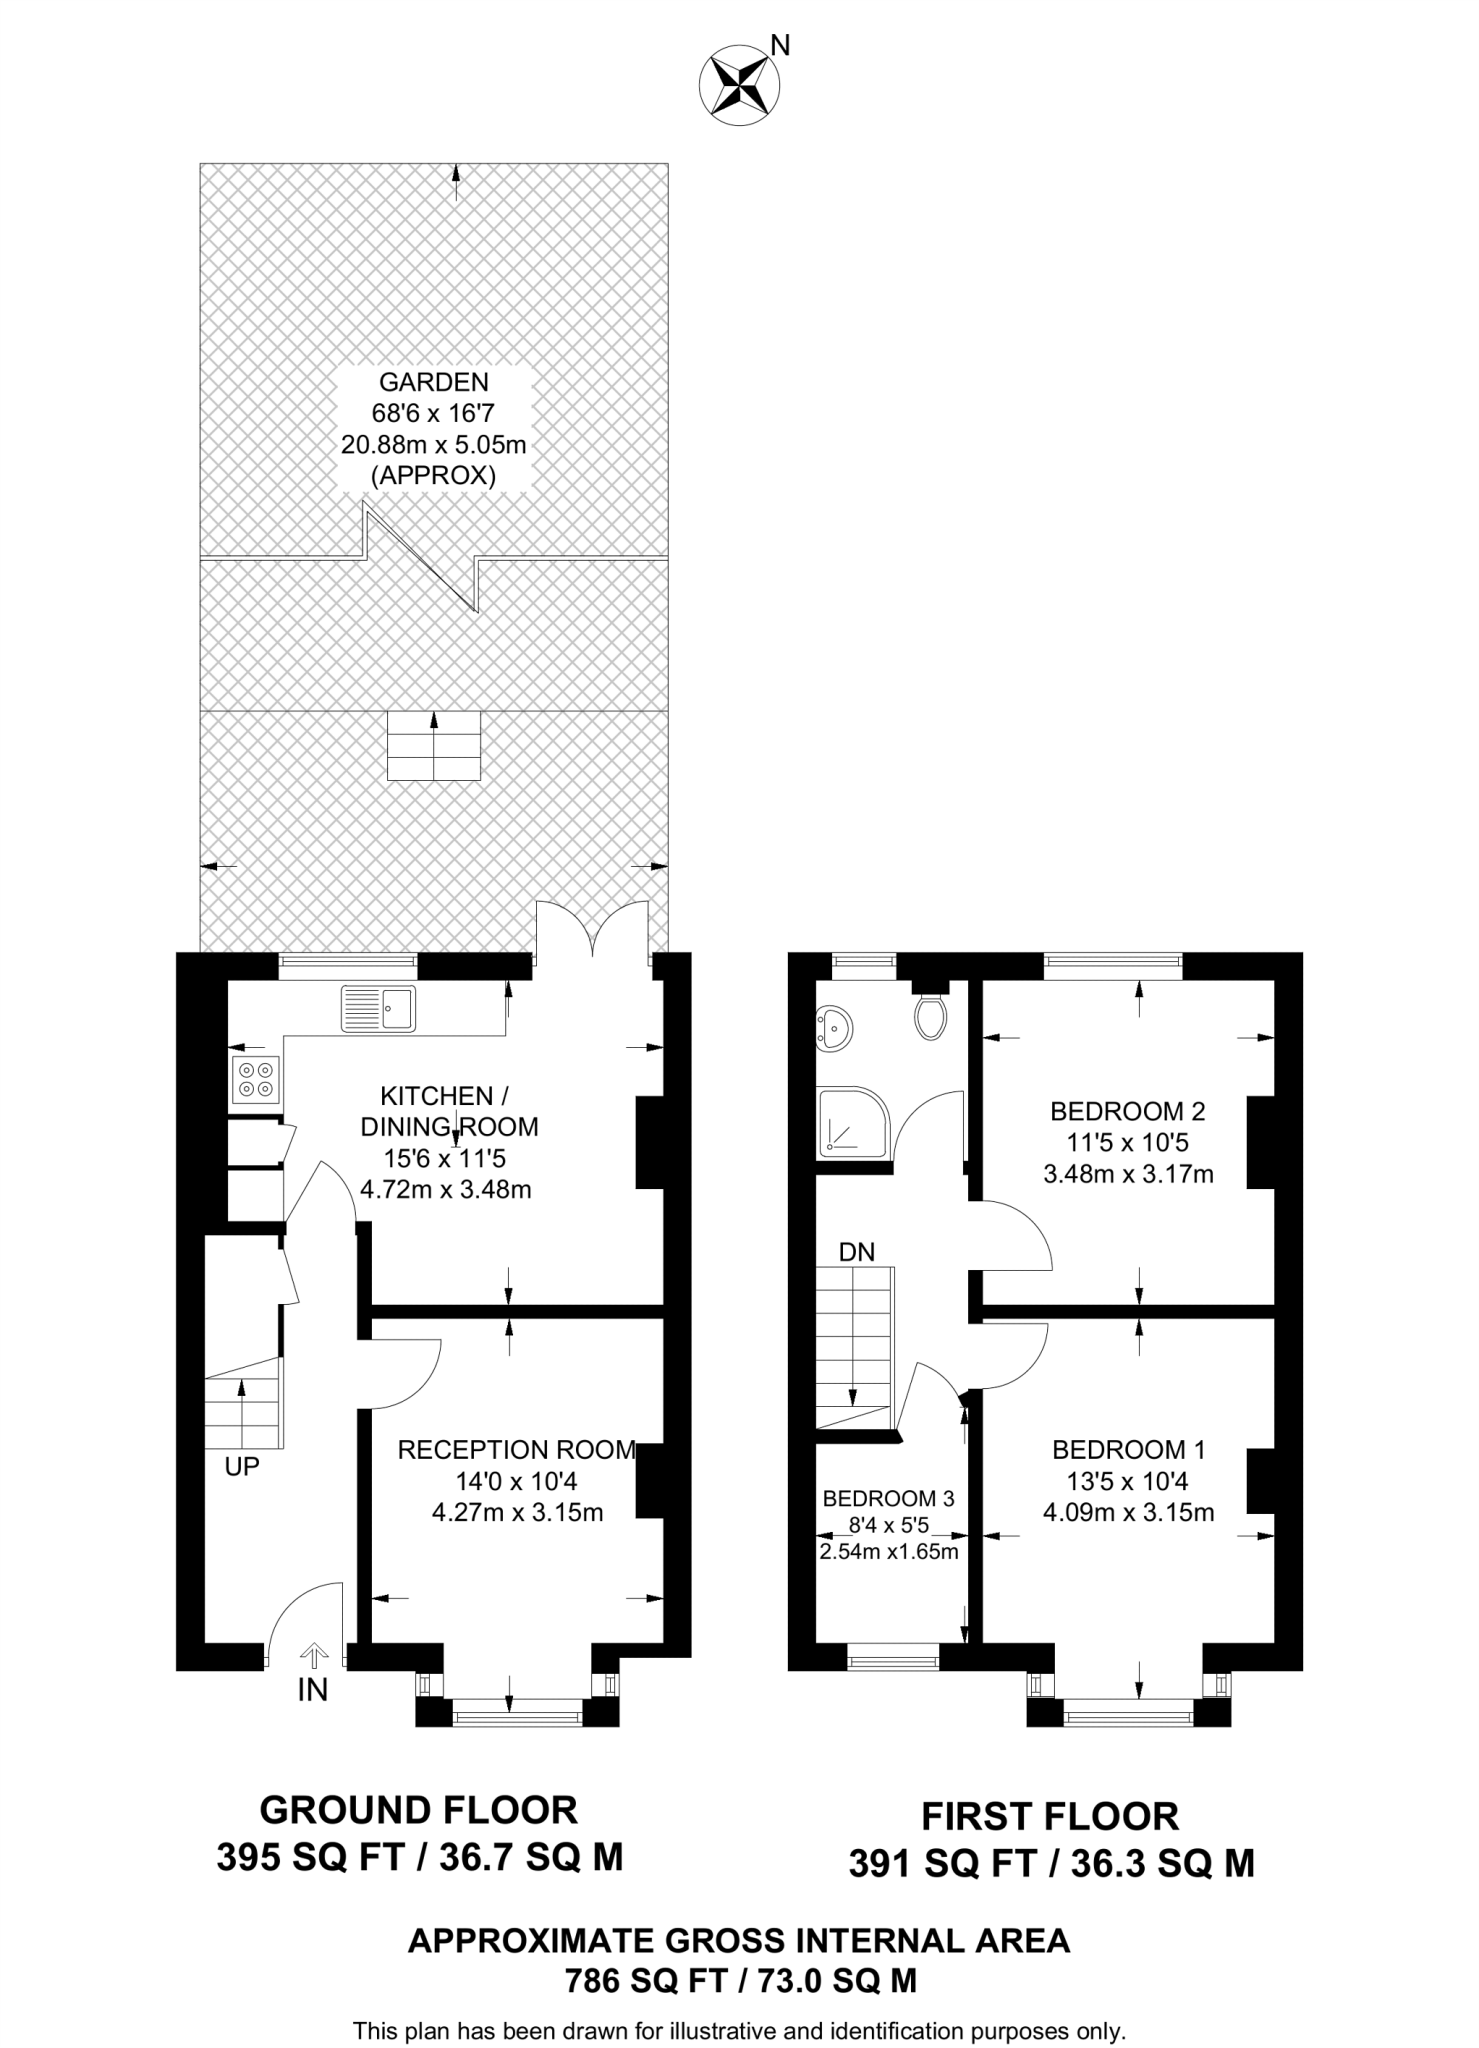 N
GARDEN
68'6 x 16'7
20.88m x 5.05m
(APPROX)
KITCHEN /
DINING ROOM
15'6 x 11'5
4.72m x 3.48m
UP
RECEPTION ROOM
14'0 x 10'4
4.27m x 3.15m
IN
BEDROOM 2
11'5 x 10'5
3.48m x 3.17m
DN
BEDROOM 1
13'5 x 10'4
4.09m x 3.15m
BEDROOM 3
8'4 x 5'5
2.54m x1.65m
GROUND FLOOR
395 SQ FT / 36.7 SQ M
FIRST FLOOR
391 SQ FT / 36.3 SQ M
APPROXIMATE GROSS INTERNAL AREA
786 SQ FT / 73.0 SQ M
This plan has been drawn for illustrative and identification purposes only.